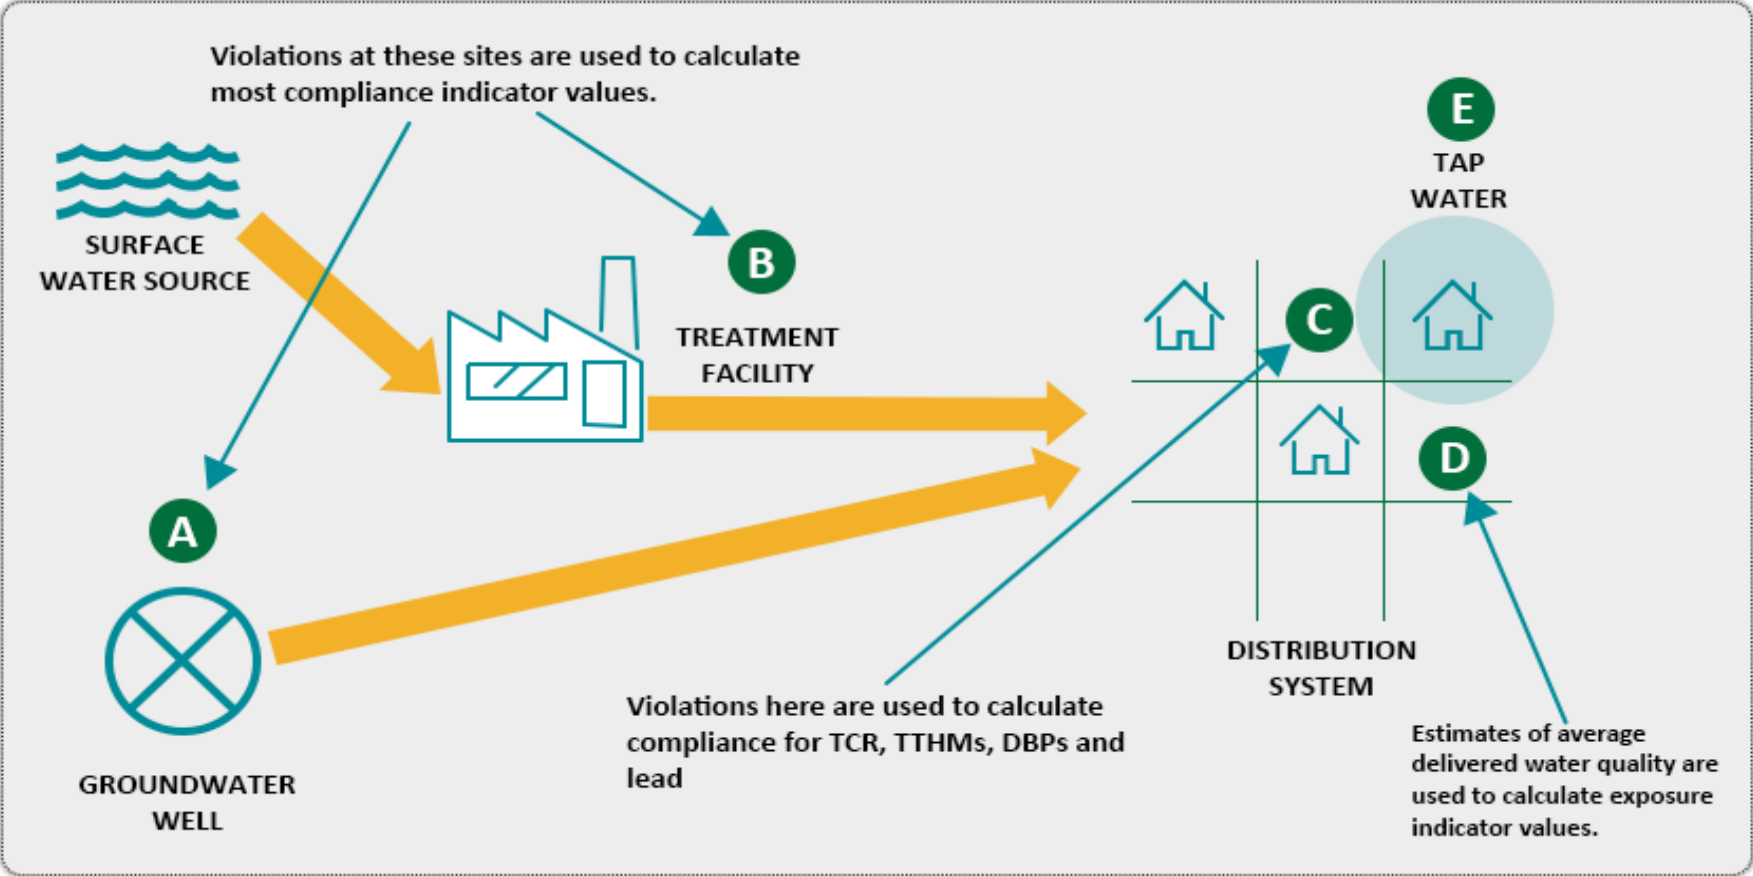 Violations at these sites are used to calculate
most compliance indicator values.
E
TAP
WATER
SURFACE
WATER SOURCE
B
TREATMENT
FACILITY
C
D
A
GROUNDWATER
WELL
DISTRIBUTION
SYSTEM
Violations here are used to calculate
compliance for TCR, TTHMs, DBPs and
lead
Estimates of average
delivered water quality are
used to calculate exposure
indicator values.